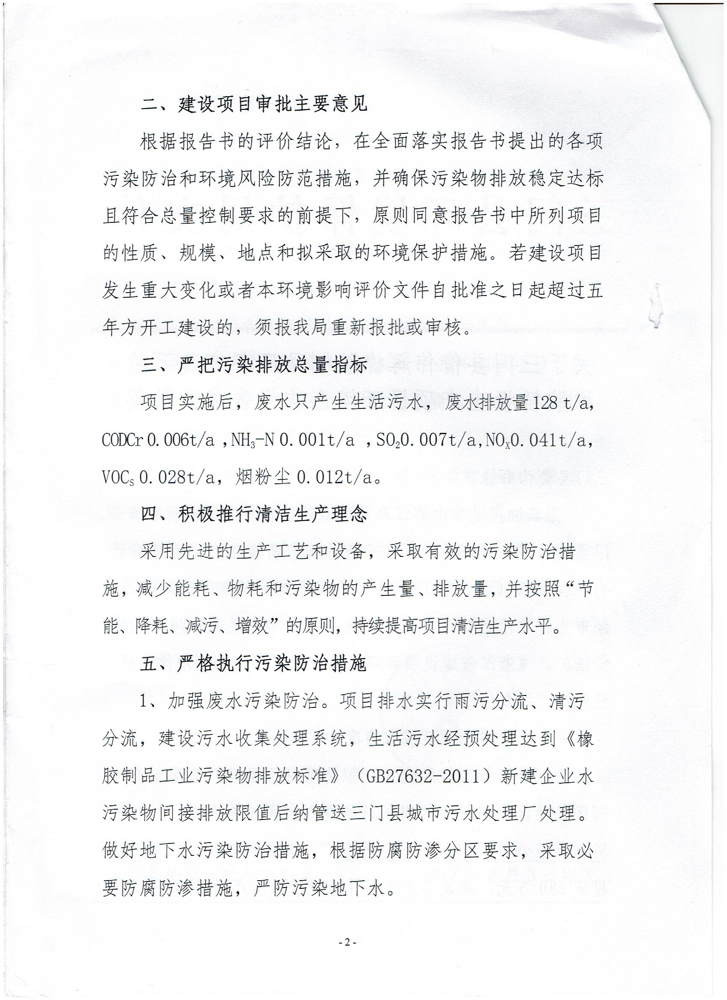 二、建设项目审批主要意见
根据报告书的评价结论，在全面落实报告书提出的各项
污染防治和环境风险防范措施，并确保污染物排放稳定达标
且符合总量控制要求的前提下，原则同意报告书中所列项目
的性质、规模、地点和拟采取的环境保护措施。若建设项目
发生重大变化或者本环境影响评价文件自批准之日起超过五
年方开工建设的，须报我局重新报批或审核。
三、严把污染排放总量指标
项目实施后，废水只产生生活污水，废水排放量128 t/a，
CODCr 0.006t/a ,NH₃-N 0.001t/a ,SO₂0.007t/a,NOₓ0.041t/a，
VOCs 0.028t/a，烟粉尘 0.012t/a。
四、积极推行清洁生产理念
采用先进的生产工艺和设备，采取有效的污染防治措
施，减少能耗、物耗和污染物的产生量、排放量，并按照“节
能、降耗、减污、增效”的原则，持续提高项目清洁生产水平。
五、严格执行污染防治措施
1、加强废水污染防治。项目排水实行雨污分流、清污
分流，建设污水收集处理系统，生活污水经预处理达到《橡
胶制品工业污染物排放标准》（GB27632-2011）新建企业水
污染物间接排放限值后纳管送三门县城市污水处理厂处理。
做好地下水污染防治措施，根据防腐防渗分区要求，采取必
要防腐防渗措施，严防污染地下水。
- 2 -